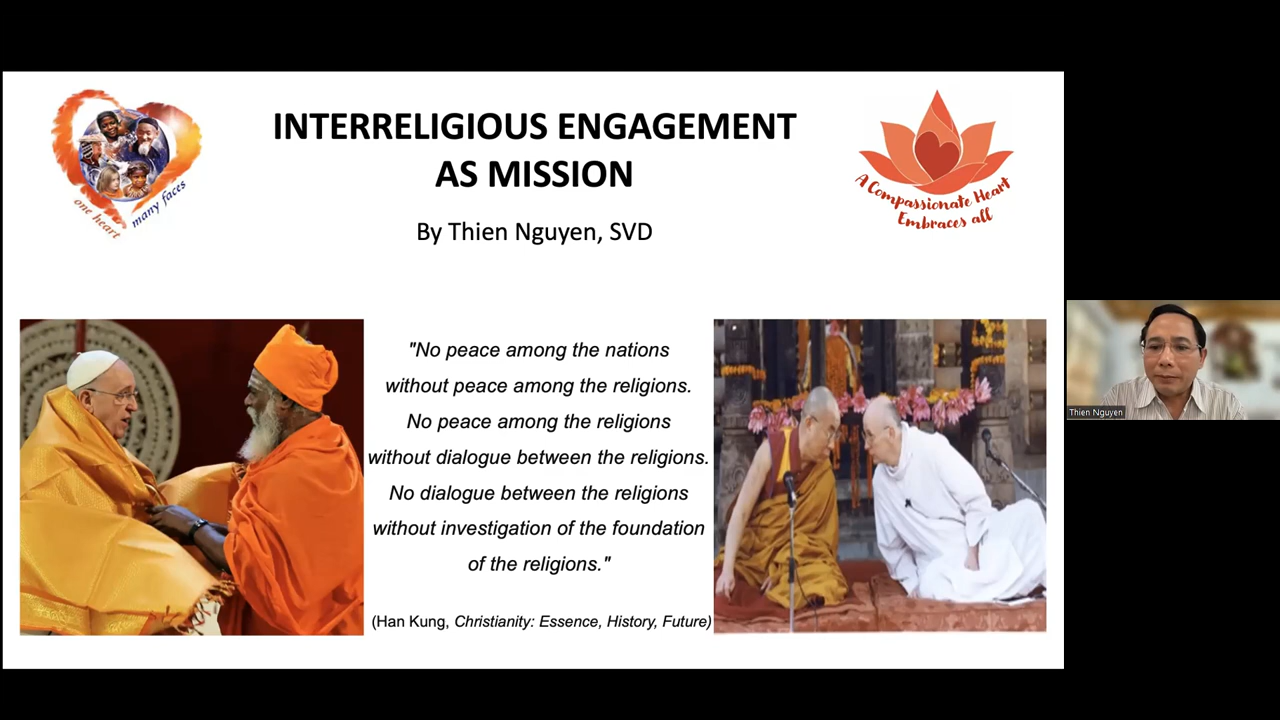 INTERRELIGIOUS ENGAGEMENT
AS MISSION
By Thien Nguyen, SVD
one heart
many faces
A Compassionate Heart
Embraces all
"No peace among the nations
without peace among the religions.
No peace among the religions
without dialogue between the religions.
No dialogue between the religions
without investigation of the foundation
of the religions."
(Han Kung, Christianity: Essence, History, Future)
Thien Nguyen